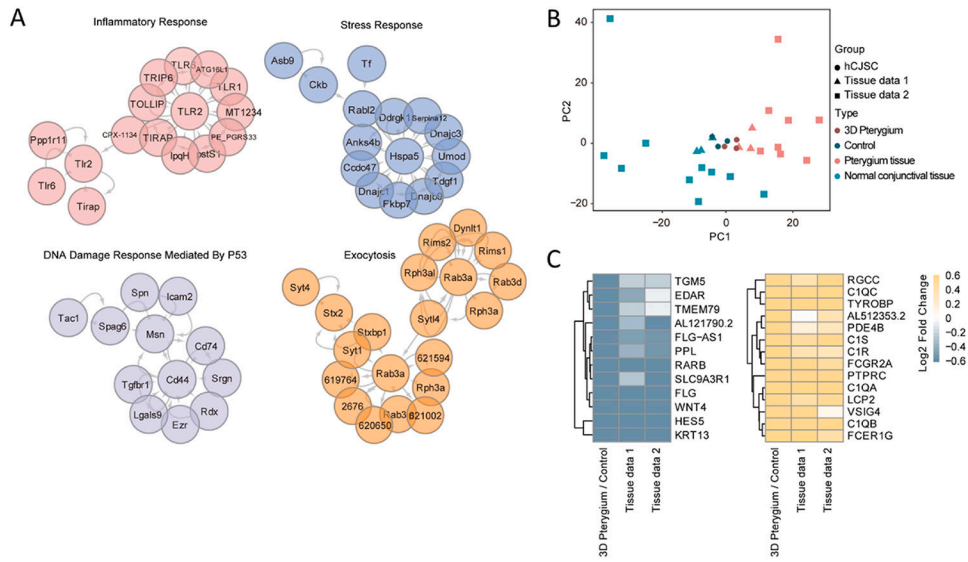 A
Inflammatory Response
TLR6
ATG16L1
TRIP6
TLR1
TOLLIP
TLR2
MT1234
CPX-1134
TIRAP
PE_PGRS33
IpqH
pstS1
Ppp1r11
Tlr2
Tlr6
Tirap
Stress Response
Asb9
Ckb
Tf
Rabl2
Ddrgk1
Serpina12
Dnajc3
Anks4b
Hspa5
Umod
Ccdc47
Tdgf1
Dnajc1
Fkbp7
Dnajb9
DNA Damage Response Mediated By P53
Tac1
Spag6
Spn
Icam2
Msn
Cd74
Tgfbr1
Cd44
Srgn
Lgals9
Ezr
Rdx
Exocytosis
Syt4
Stx2
Stxbp1
Syt1
Rims2
Dynlt1
Rims1
Rph3al
Rab3a
Rab3d
Rph3a
Sytl4
621594
619764
Rab3a
Rph3a
2676
Rab3
621002
620650
B
PC2
40
20
0
−20
−20
0
20
PC1
Group
hCJSC
Tissue data 1
Tissue data 2
Type
3D Pterygium
Control
Pterygium tissue
Normal conjunctival tissue
C
TGM5
EDAR
TMEM79
AL121790.2
FLG−AS1
PPL
RARB
SLC9A3R1
FLG
WNT4
HES5
KRT13
3D Pterygium / Control
Tissue data 1
Tissue data 2
RGCC
C1QC
TYROBP
AL512353.2
PDE4B
C1S
C1R
FCGR2A
PTPRC
C1QA
LCP2
VSIG4
C1QB
FCER1G
3D Pterygium / Control
Tissue data 1
Tissue data 2
Log2 Fold Change
0.6
0.4
0.2
0
−0.2
−0.4
−0.6